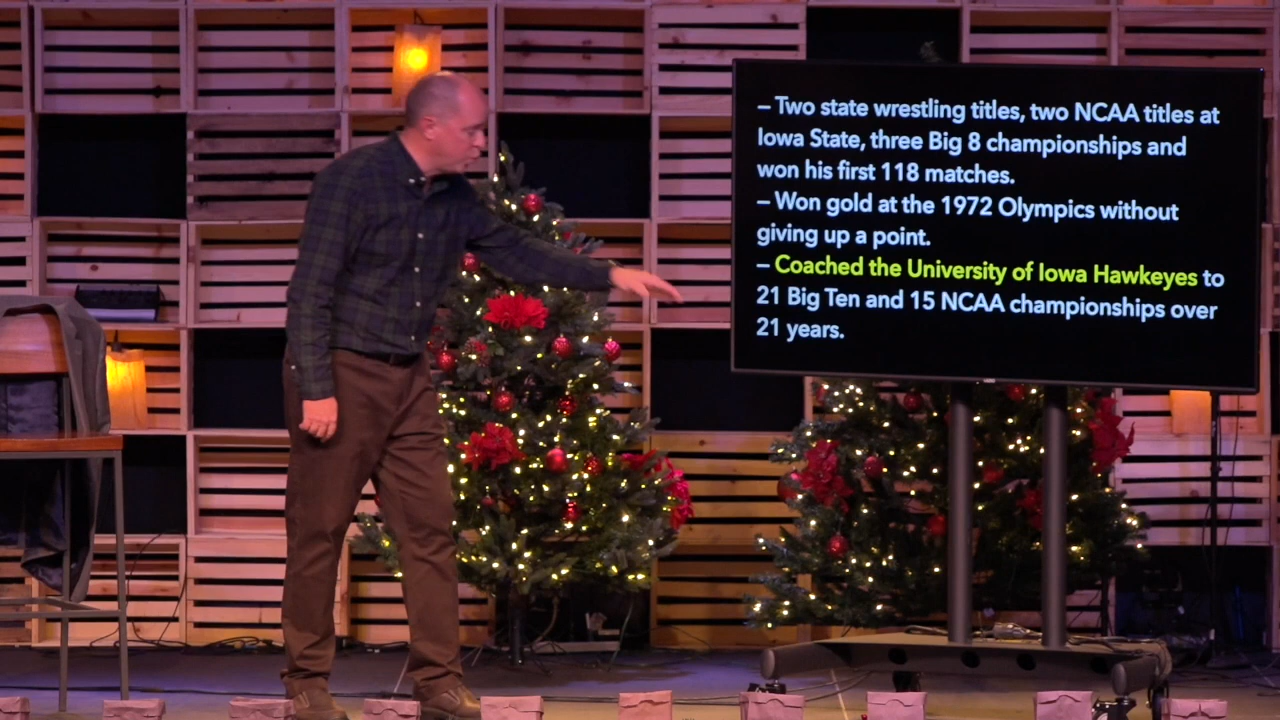 – Two state wrestling titles, two NCAA titles at
Iowa State, three Big 8 championships and
won his first 118 matches.
– Won gold at the 1972 Olympics without
giving up a point.
– Coached the University of Iowa Hawkeyes to
21 Big Ten and 15 NCAA championships over
21 years.